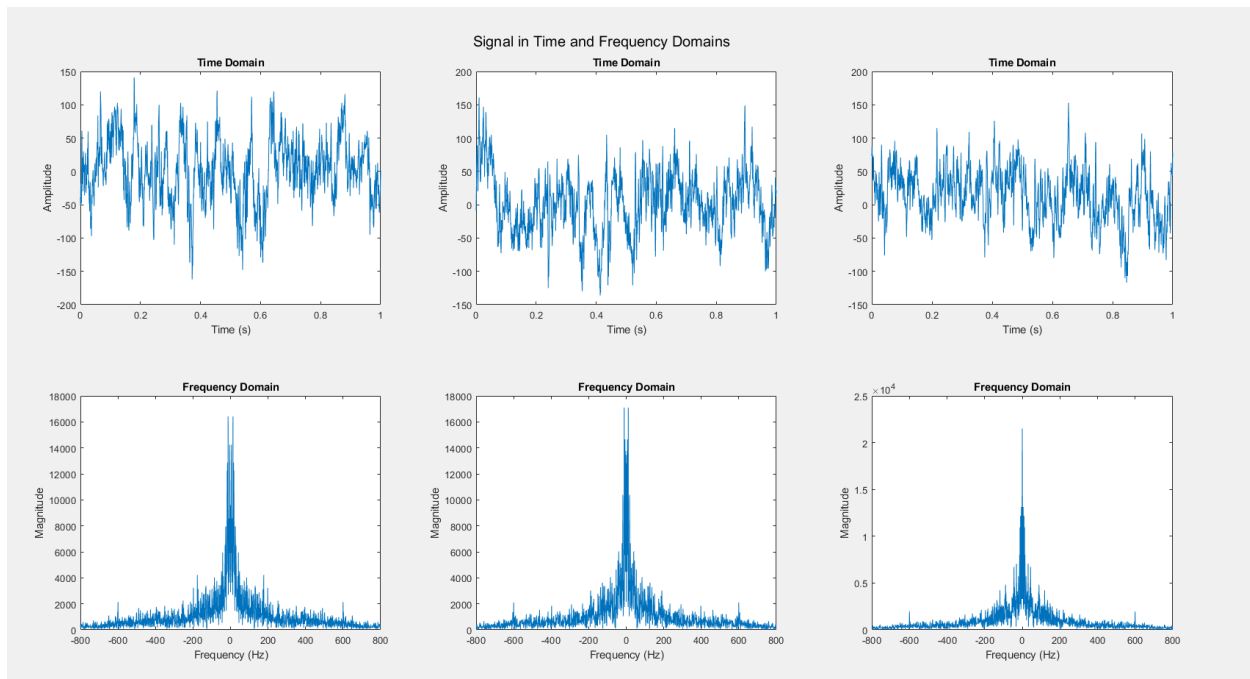 Signal in Time and Frequency Domains
Time Domain
150
100
50
0
-50
-100
-150
-200
Amplitude
0 0.2 0.4 0.6 0.8 1
Time (s)
Time Domain
200
150
100
50
0
-50
-100
-150
Amplitude
0 0.2 0.4 0.6 0.8 1
Time (s)
Time Domain
200
150
100
50
0
-50
-100
-150
Amplitude
0 0.2 0.4 0.6 0.8 1
Time (s)
Frequency Domain
18000
16000
14000
12000
10000
8000
6000
4000
2000
0
Magnitude
-800 -600 -400 -200 0 200 400 600 800
Frequency (Hz)
Frequency Domain
18000
16000
14000
12000
10000
8000
6000
4000
2000
0
Magnitude
-800 -600 -400 -200 0 200 400 600 800
Frequency (Hz)
Frequency Domain
×10^4
2.5
2
1.5
1
0.5
0
Magnitude
-800 -600 -400 -200 0 200 400 600 800
Frequency (Hz)